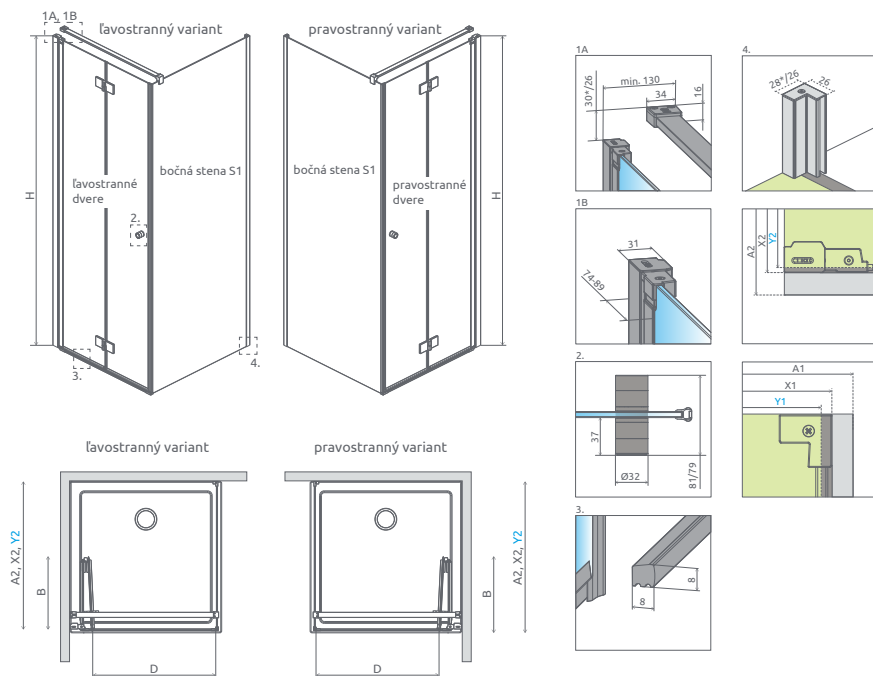 1A, 1B
ľavostranný variant
pravostranný variant
H
ľavostranné
dvere
bočná stena S1
2.
3.
4.
bočná stena S1
pravostranné
dvere
H
ľavostranný variant
pravostranný variant
A2, X2, Y2
B
D
A2, X2, Y2
B
D
1A
min. 130
34
16
30*/26
1B
31
74-89
2.
37
Ø32
81/79
3.
8
8
4.
28*/26
26
A2
X2
Y2
A1
X1
Y1